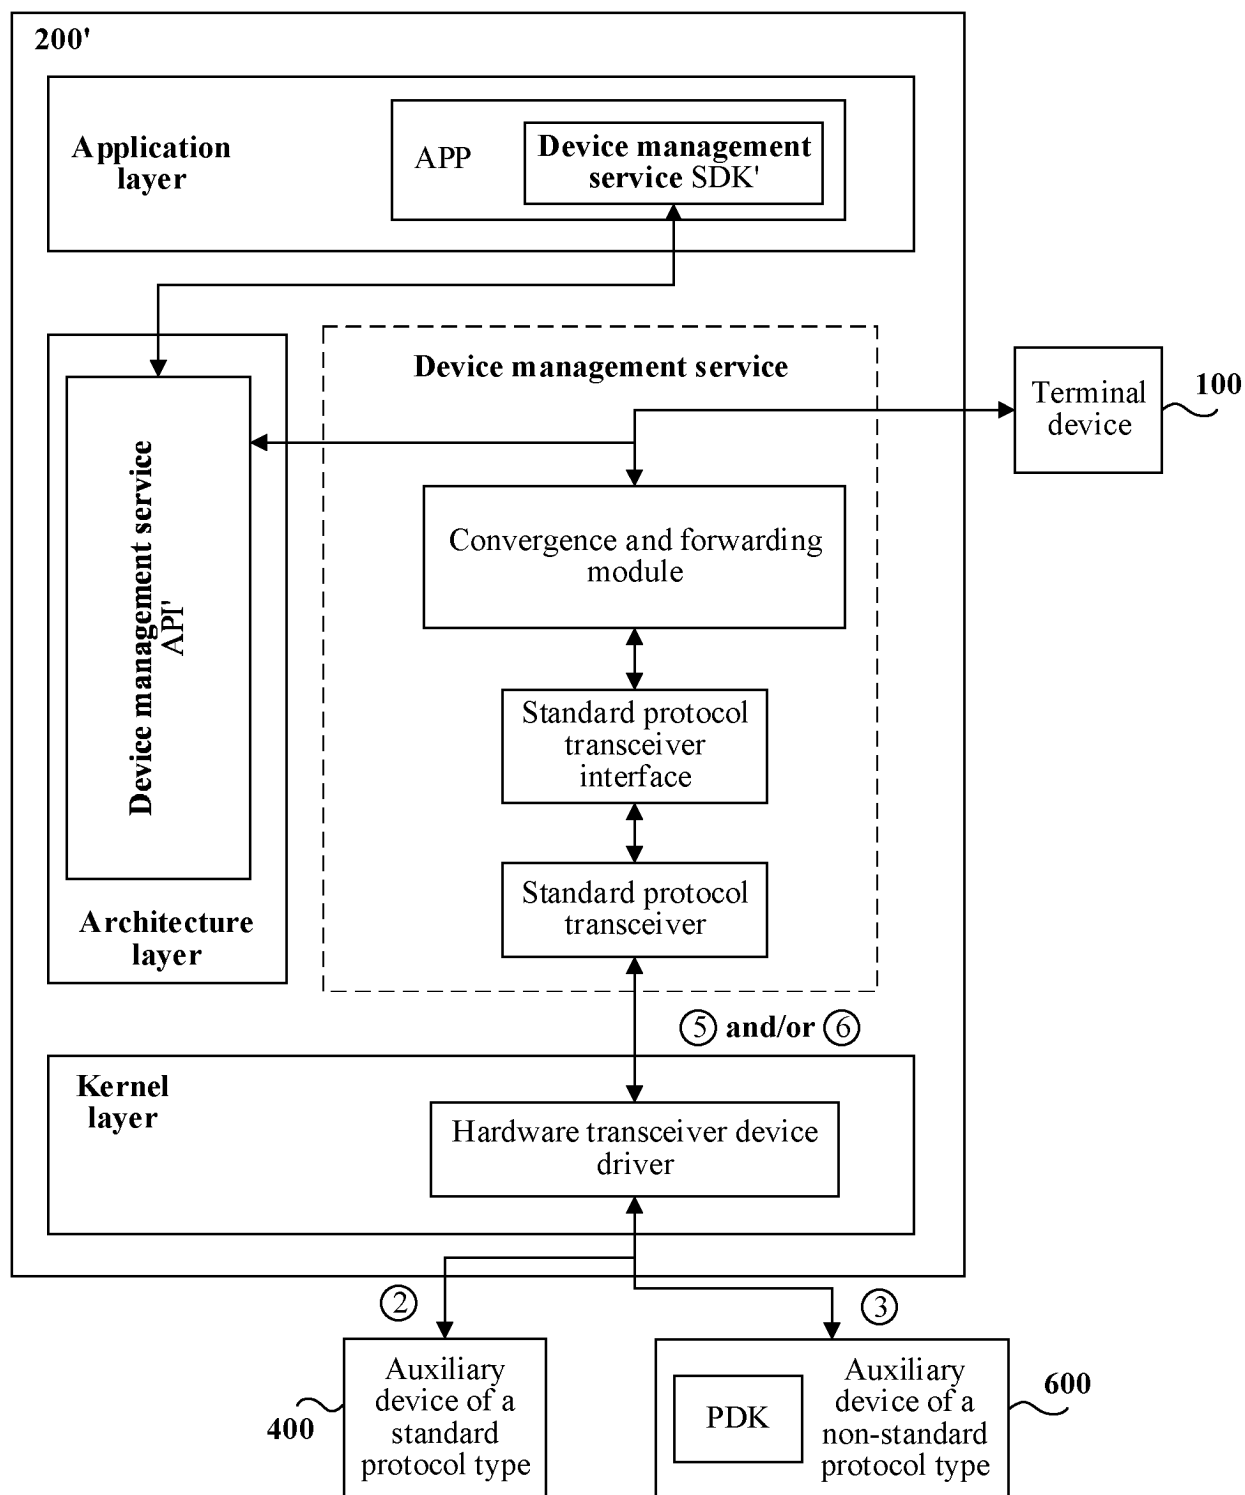 200'
Application
layer
APP
Device management
service SDK'
Device management service
API'
Architecture
layer
Device management service
Terminal
device
100
Convergence and forwarding
module
Standard protocol
transceiver
interface
Standard protocol
transceiver
⑤ and/or ⑥
Kernel
layer
Hardware transceiver device
driver
②
③
Auxiliary
device of a
standard
protocol type
400
PDK
Auxiliary
device of a
non-standard
protocol type
600